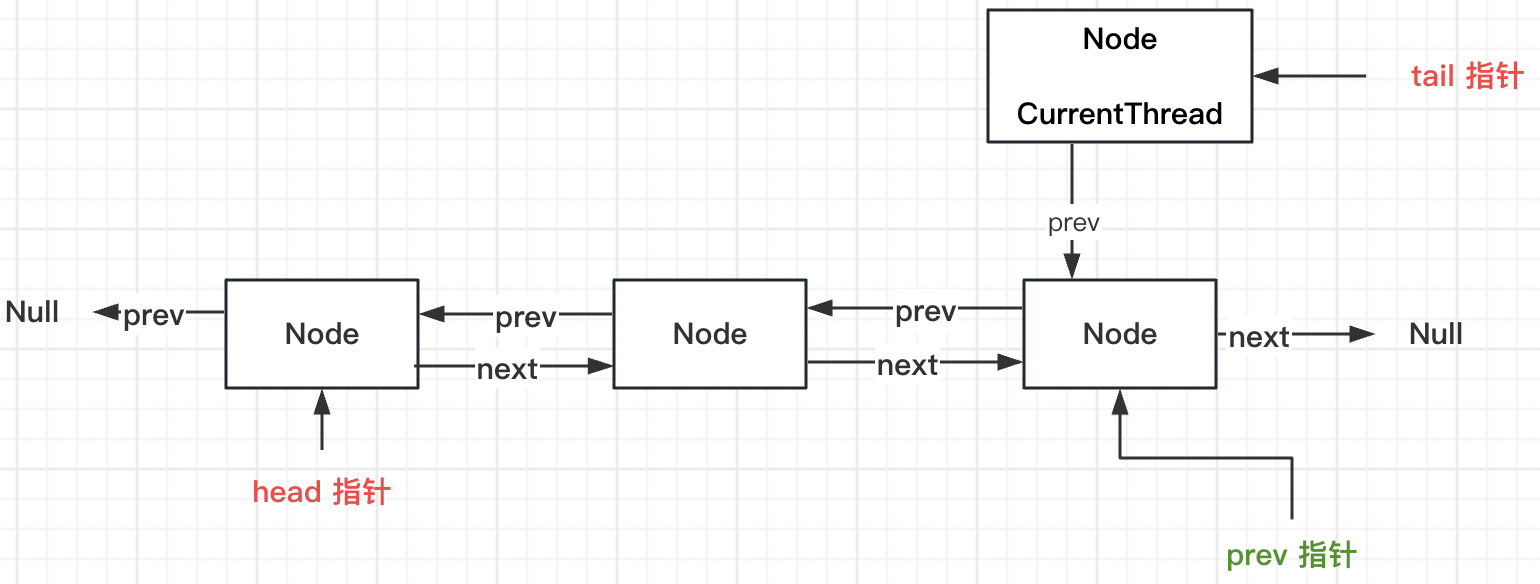 Node
CurrentThread
tail 指针
prev
Null
prev
Node
prev
next
Node
prev
next
Node
next
Null
head 指针
prev 指针